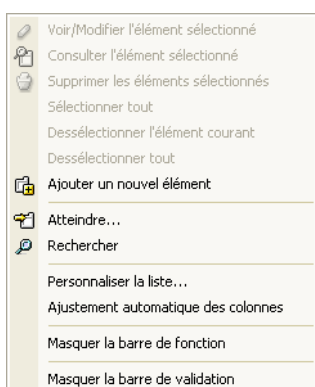 Voir/Modifier l'élément sélectionné
Consulter l'élément sélectionné
Supprimer les éléments sélectionnés
Sélectionner tout
Dessélectionner l'élément courant
Dessélectionner tout
Ajouter un nouvel élément
Atteindre...
Rechercher
Personnaliser la liste...
Ajustement automatique des colonnes
Masquer la barre de fonction
Masquer la barre de validation